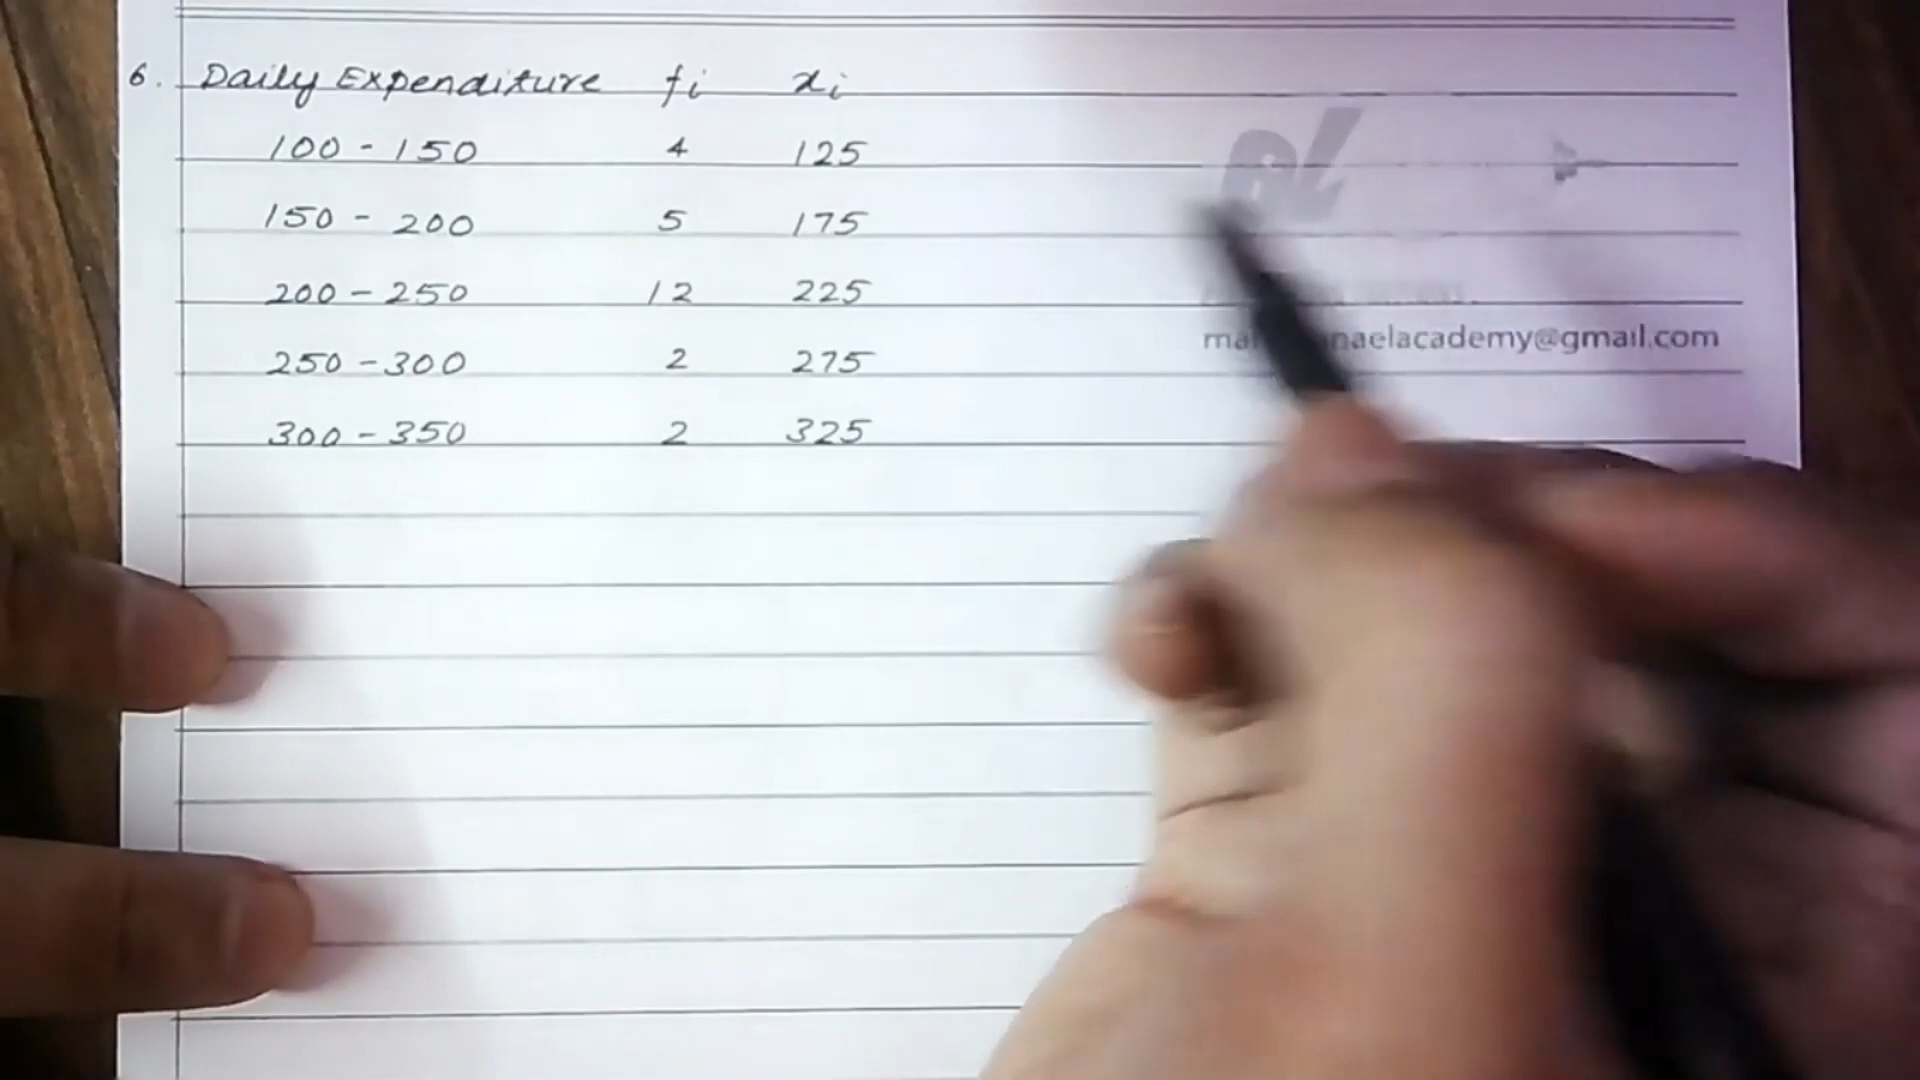 6. Daily Expenditure fi xi
100 - 150 4 125
150 - 200 5 175
200 - 250 12 225
250 - 300 2 275
300 - 350 2 325